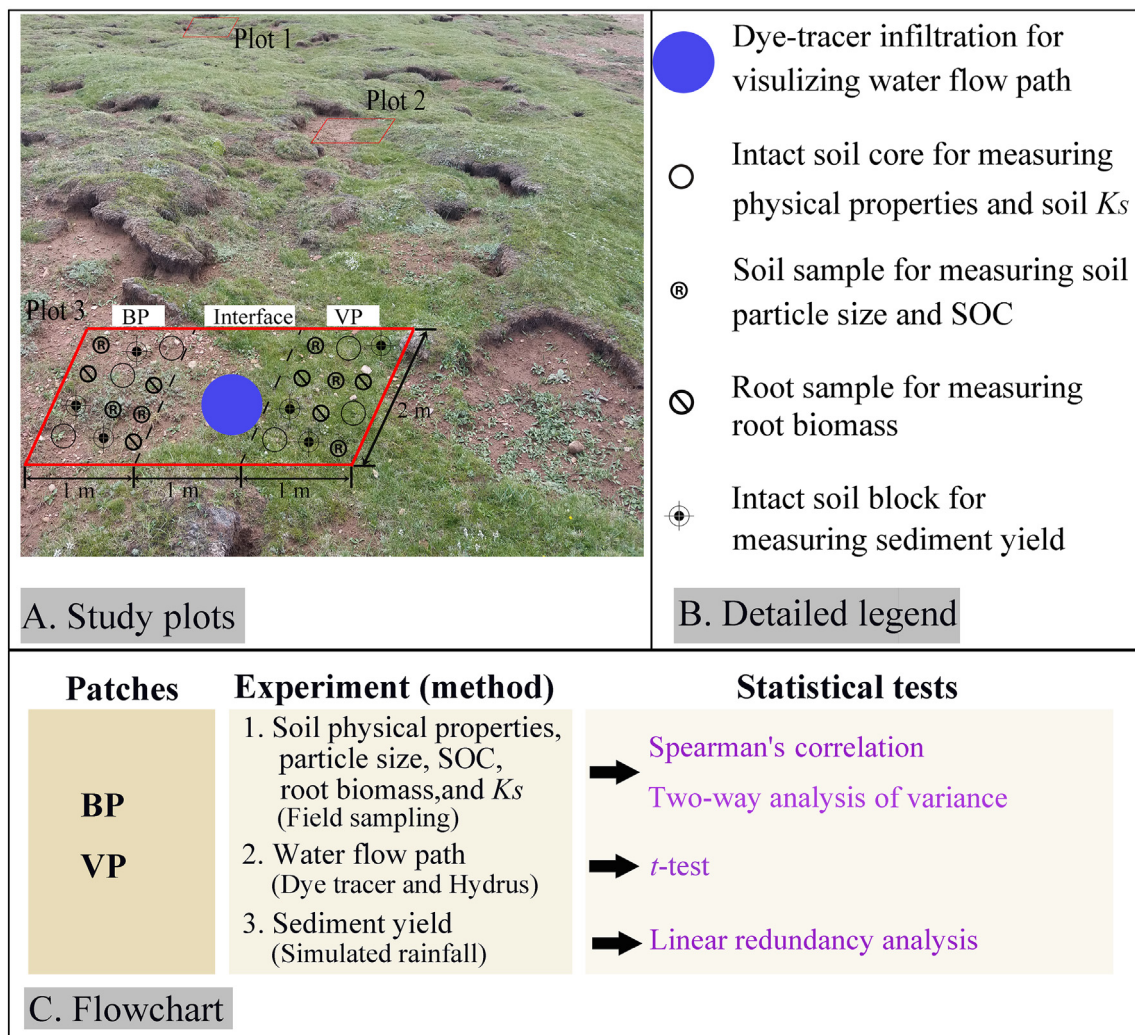 Plot 1
Plot 2
Plot 3
BP
Interface
VP
2 m
1 m
1 m
1 m
A. Study plots
Dye-tracer infiltration for
visulizing water flow path
Intact soil core for measuring
physical properties and soil Ks
R
Soil sample for measuring soil
particle size and SOC
Root sample for measuring
root biomass
Intact soil block for
measuring sediment yield
B. Detailed legend
Patches
BP
VP
Experiment (method)
1. Soil physical properties,
particle size, SOC,
root biomass,and Ks
(Field sampling)
2. Water flow path
(Dye tracer and Hydrus)
3. Sediment yield
(Simulated rainfall)
Statistical tests
Spearman's correlation
Two-way analysis of variance
t-test
Linear redundancy analysis
C. Flowchart